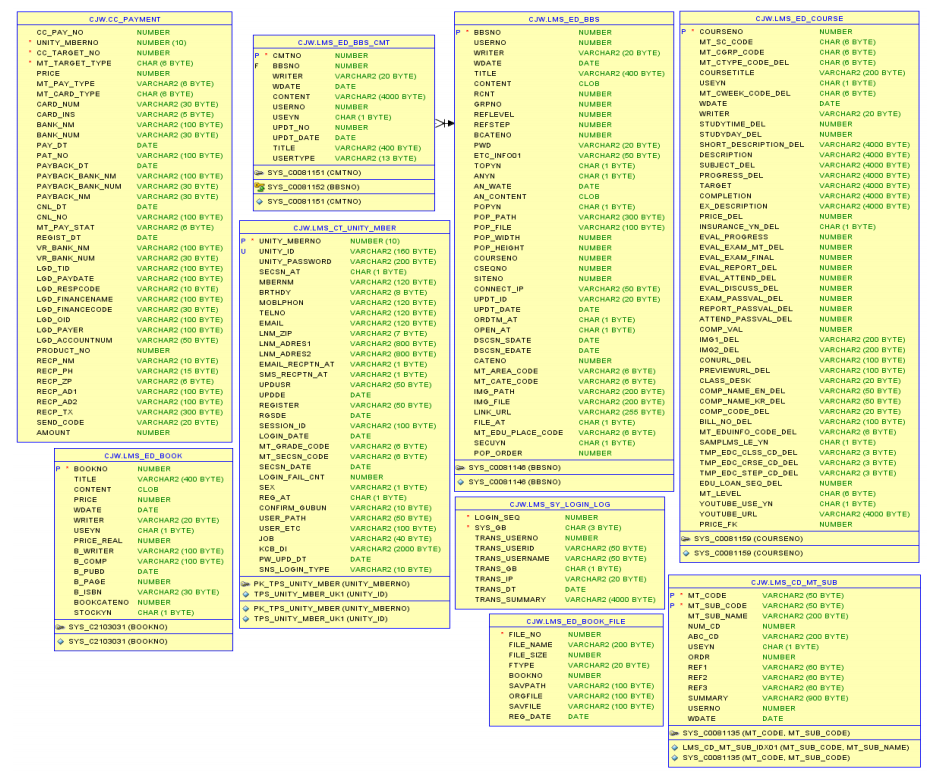 CJW.CC_PAYMENT
CC_PAY_NO NUMBER
* UNITY_MBERNO NUMBER (10)
* CC_TARGET_NO NUMBER
* MT_TARGET_TYPE CHAR (6 BYTE)
PRICE NUMBER
MT_PAY_TYPE VARCHAR2 (6 BYTE)
MT_CARD_TYPE CHAR (6 BYTE)
CARD_NUM VARCHAR2 (30 BYTE)
CARD_INS VARCHAR2 (5 BYTE)
BANK_NM VARCHAR2 (100 BYTE)
BANK_NUM VARCHAR2 (30 BYTE)
PAY_DT DATE
PAT_NO VARCHAR2 (100 BYTE)
PAYBACK_DT DATE
PAYBACK_BANK_NM VARCHAR2 (100 BYTE)
PAYBACK_BANK_NUM VARCHAR2 (30 BYTE)
PAYBACK_NM VARCHAR2 (30 BYTE)
CNL_DT DATE
CNL_NO VARCHAR2 (100 BYTE)
MT_PAY_STAT VARCHAR2 (6 BYTE)
REGIST_DT DATE
VR_BANK_NM VARCHAR2 (100 BYTE)
VR_BANK_NUM VARCHAR2 (30 BYTE)
LGD_TID VARCHAR2 (100 BYTE)
LGD_PAYDATE VARCHAR2 (100 BYTE)
LGD_RESPCODE VARCHAR2 (10 BYTE)
LGD_FINANCENAME VARCHAR2 (100 BYTE)
LGD_FINANCECODE VARCHAR2 (30 BYTE)
LGD_OID VARCHAR2 (100 BYTE)
LGD_PAYER VARCHAR2 (100 BYTE)
LGD_ACCOUNTNUM VARCHAR2 (50 BYTE)
PRODUCT_NO NUMBER
RECP_NM VARCHAR2 (10 BYTE)
RECP_PH VARCHAR2 (15 BYTE)
RECP_ZP VARCHAR2 (6 BYTE)
RECP_AD1 VARCHAR2 (100 BYTE)
RECP_AD2 VARCHAR2 (100 BYTE)
RECP_TX VARCHAR2 (300 BYTE)
SEND_CODE VARCHAR2 (20 BYTE)
AMOUNT NUMBER
CJW.LMS_ED_BOOK
P * BOOKNO NUMBER
TITLE VARCHAR2 (400 BYTE)
CONTENT CLOB
PRICE NUMBER
WDATE DATE
WRITER VARCHAR2 (20 BYTE)
USEYN CHAR (1 BYTE)
PRICE_REAL NUMBER
B_WRITER VARCHAR2 (100 BYTE)
B_COMP VARCHAR2 (100 BYTE)
B_PUBD DATE
B_PAGE NUMBER
B_ISBN VARCHAR2 (30 BYTE)
BOOKCATENO NUMBER
STOCKYN CHAR (1 BYTE)
SYS_C2103031 (BOOKNO)
SYS_C2103031 (BOOKNO)
CJW.LMS_ED_BBS_CMT
P * CMTNO NUMBER
F BBSNO NUMBER
WRITER VARCHAR2 (20 BYTE)
WDATE DATE
CONTENT VARCHAR2 (4000 BYTE)
USERNO NUMBER
USEYN CHAR (1 BYTE)
UPDT_NO NUMBER
UPDT_DATE DATE
TITLE VARCHAR2 (400 BYTE)
USERTYPE VARCHAR2 (13 BYTE)
SYS_C0081151 (CMTNO)
SYS_C0081152 (BBSNO)
SYS_C0081151 (CMTNO)
CJW.LMS_CT_UNITY_MBER
P * UNITY_MBERNO NUMBER (10)
U UNITY_ID VARCHAR2 (160 BYTE)
UNITY_PASSWORD VARCHAR2 (200 BYTE)
SECSN_AT CHAR (1 BYTE)
MBERNM VARCHAR2 (120 BYTE)
BRTHDY VARCHAR2 (8 BYTE)
MOBLPHON VARCHAR2 (120 BYTE)
TELNO VARCHAR2 (120 BYTE)
EMAIL VARCHAR2 (120 BYTE)
LNM_ZIP VARCHAR2 (7 BYTE)
LNM_ADRES1 VARCHAR2 (800 BYTE)
LNM_ADRES2 VARCHAR2 (800 BYTE)
EMAIL_RECPTN_AT VARCHAR2 (1 BYTE)
SMS_RECPTN_AT VARCHAR2 (1 BYTE)
UPDUSR VARCHAR2 (50 BYTE)
UPDDE DATE
REGISTER VARCHAR2 (50 BYTE)
RGSDE DATE
SESSION_ID VARCHAR2 (100 BYTE)
LOGIN_DATE DATE
MT_GRADE_CODE VARCHAR2 (6 BYTE)
MT_SECSN_CODE VARCHAR2 (6 BYTE)
SECSN_DATE DATE
LOGIN_FAIL_CNT NUMBER
SEX VARCHAR2 (1 BYTE)
REG_AT CHAR (1 BYTE)
CONFIRM_GUBUN VARCHAR2 (10 BYTE)
USER_PATH VARCHAR2 (50 BYTE)
USER_ETC VARCHAR2 (100 BYTE)
JOB VARCHAR2 (40 BYTE)
KCB_DI VARCHAR2 (2000 BYTE)
PW_UPD_DT DATE
SNS_LOGIN_TYPE VARCHAR2 (10 BYTE)
PK_TPS_UNITY_MBER (UNITY_MBERNO)
TPS_UNITY_MBER_UK1 (UNITY_ID)
PK_TPS_UNITY_MBER (UNITY_MBERNO)
TPS_UNITY_MBER_UK1 (UNITY_ID)
CJW.LMS_ED_BBS
P * BBSNO NUMBER
USERNO NUMBER
WRITER VARCHAR2 (20 BYTE)
WDATE DATE
TITLE VARCHAR2 (400 BYTE)
CONTENT CLOB
RCNT NUMBER
GRPNO NUMBER
REFLEVEL NUMBER
REFSTEP NUMBER
BCATENO NUMBER
PWD VARCHAR2 (20 BYTE)
ETC_INFO01 VARCHAR2 (50 BYTE)
TOPYN CHAR (1 BYTE)
ANYN CHAR (1 BYTE)
AN_WATE DATE
AN_CONTENT CLOB
POPYN CHAR (1 BYTE)
POP_PATH VARCHAR2 (300 BYTE)
POP_FILE VARCHAR2 (100 BYTE)
POP_WIDTH NUMBER
POP_HEIGHT NUMBER
COURSENO NUMBER
CSEQNO NUMBER
SITENO NUMBER
CONNECT_IP VARCHAR2 (50 BYTE)
UPDT_ID VARCHAR2 (20 BYTE)
UPDT_DATE DATE
ORDTM_AT CHAR (1 BYTE)
OPEN_AT CHAR (1 BYTE)
DSCSN_SDATE DATE
DSCSN_EDATE DATE
CATENO NUMBER
MT_AREA_CODE VARCHAR2 (6 BYTE)
MT_CATE_CODE VARCHAR2 (6 BYTE)
IMG_PATH VARCHAR2 (200 BYTE)
IMG_FILE VARCHAR2 (200 BYTE)
LINK_URL VARCHAR2 (255 BYTE)
FILE_AT CHAR (1 BYTE)
MT_EDU_PLACE_CODE VARCHAR2 (6 BYTE)
SECUYN CHAR (1 BYTE)
POP_ORDER NUMBER
SYS_C0081146 (BBSNO)
SYS_C0081146 (BBSNO)
CJW.LMS_SY_LOGIN_LOG
* LOGIN_SEQ NUMBER
* SYS_GB CHAR (3 BYTE)
TRANS_USERNO NUMBER
TRANS_USERID VARCHAR2 (50 BYTE)
TRANS_USERNAME VARCHAR2 (50 BYTE)
TRANS_GB CHAR (1 BYTE)
TRANS_IP VARCHAR2 (20 BYTE)
TRANS_DT DATE
TRANS_SUMMARY VARCHAR2 (4000 BYTE)
CJW.LMS_ED_BOOK_FILE
* FILE_NO NUMBER
FILE_NAME VARCHAR2 (200 BYTE)
FILE_SIZE NUMBER
FTYPE VARCHAR2 (20 BYTE)
BOOKNO NUMBER
SAVPATH VARCHAR2 (100 BYTE)
ORGFILE VARCHAR2 (100 BYTE)
SAVFILE VARCHAR2 (100 BYTE)
REG_DATE DATE
CJW.LMS_ED_COURSE
P * COURSENO NUMBER
MT_SC_CODE CHAR (6 BYTE)
MT_CGRP_CODE CHAR (6 BYTE)
MT_CTYPE_CODE_DEL CHAR (6 BYTE)
COURSETITLE VARCHAR2 (200 BYTE)
USEYN CHAR (1 BYTE)
MT_CWEEK_CODE_DEL CHAR (6 BYTE)
WDATE DATE
WRITER VARCHAR2 (20 BYTE)
STUDYTIME_DEL NUMBER
STUDYDAY_DEL NUMBER
SHORT_DESCRIPTION_DEL VARCHAR2 (4000 BYTE)
DESCRIPTION VARCHAR2 (4000 BYTE)
SUBJECT_DEL VARCHAR2 (4000 BYTE)
PROGRESS_DEL VARCHAR2 (4000 BYTE)
TARGET VARCHAR2 (4000 BYTE)
COMPLETION VARCHAR2 (4000 BYTE)
EX_DESCRIPTION VARCHAR2 (4000 BYTE)
PRICE_DEL NUMBER
INSURANCE_YN_DEL CHAR (1 BYTE)
EVAL_PROGRESS NUMBER
EVAL_EXAM_MT_DEL NUMBER
EVAL_EXAM_FINAL NUMBER
EVAL_REPORT_DEL NUMBER
EVAL_ATTEND_DEL NUMBER
EVAL_DISCUSS_DEL NUMBER
EXAM_PASSVAL_DEL NUMBER
REPORT_PASSVAL_DEL NUMBER
ATTEND_PASSVAL_DEL NUMBER
COMP_VAL NUMBER
IMG1_DEL VARCHAR2 (200 BYTE)
IMG2_DEL VARCHAR2 (200 BYTE)
CONURL_DEL VARCHAR2 (100 BYTE)
PREVIEWURL_DEL VARCHAR2 (100 BYTE)
CLASS_DESK VARCHAR2 (20 BYTE)
COMP_NAME_EN_DEL VARCHAR2 (50 BYTE)
COMP_NAME_KR_DEL VARCHAR2 (50 BYTE)
COMP_CODE_DEL VARCHAR2 (20 BYTE)
BILL_NO_DEL VARCHAR2 (100 BYTE)
MT_EDUINFO_CODE_DEL VARCHAR2 (6 BYTE)
SAMPLMS_LE_YN CHAR (1 BYTE)
TMP_EDC_CLSS_CD_DEL VARCHAR2 (3 BYTE)
TMP_EDC_CRSE_CD_DEL VARCHAR2 (3 BYTE)
TMP_EDC_STEP_CD_DEL VARCHAR2 (3 BYTE)
EDU_LOAN_SEQ_DEL NUMBER
MT_LEVEL CHAR (6 BYTE)
YOUTUBE_USE_YN CHAR (1 BYTE)
YOUTUBE_URL VARCHAR2 (4000 BYTE)
PRICE_FK NUMBER
SYS_C0081159 (COURSENO)
SYS_C0081159 (COURSENO)
CJW.LMS_CD_MT_SUB
P * MT_CODE VARCHAR2 (50 BYTE)
P * MT_SUB_CODE VARCHAR2 (50 BYTE)
MT_SUB_NAME VARCHAR2 (200 BYTE)
NUM_CD NUMBER
ABC_CD VARCHAR2 (200 BYTE)
USEYN CHAR (1 BYTE)
ORDR NUMBER
REF1 VARCHAR2 (60 BYTE)
REF2 VARCHAR2 (60 BYTE)
REF3 VARCHAR2 (60 BYTE)
SUMMARY VARCHAR2 (900 BYTE)
USERNO NUMBER
WDATE DATE
SYS_C0081135 (MT_CODE, MT_SUB_CODE)
LMS_CD_MT_SUB_IDX01 (MT_SUB_CODE, MT_SUB_NAME)
SYS_C0081135 (MT_CODE, MT_SUB_CODE)